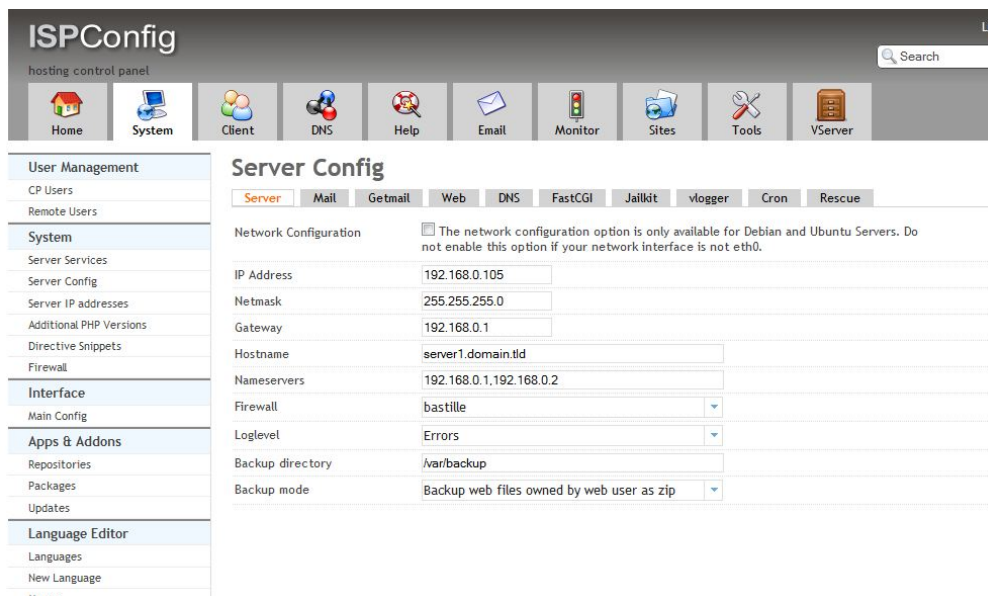 ISPConfig
hosting control panel
L
Search
Home System Client DNS Help Email Monitor Sites Tools VServer
User Management
CP Users
Remote Users
System
Server Services
Server Config
Server IP addresses
Additional PHP Versions
Directive Snippets
Firewall
Interface
Main Config
Apps & Addons
Repositories
Packages
Updates
Language Editor
Languages
New Language
Server Config
Server Mail Getmail Web DNS FastCGI Jailkit vlogger Cron Rescue
Network Configuration The network configuration option is only available for Debian and Ubuntu Servers. Do
not enable this option if your network interface is not eth0.
IP Address 192.168.0.105
Netmask 255.255.255.0
Gateway 192.168.0.1
Hostname server1.domain.tld
Nameservers 192.168.0.1,192.168.0.2
Firewall bastille
Loglevel Errors
Backup directory /var/backup
Backup mode Backup web files owned by web user as zip